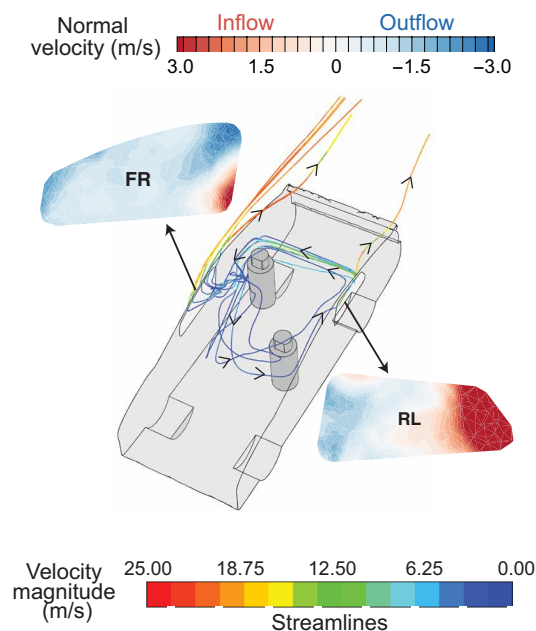 Normal
velocity (m/s)
Inflow
Outflow
3.0 1.5 0 −1.5 −3.0
FR
RL
Velocity
magnitude
(m/s)
25.00 18.75 12.50 6.25 0.00
Streamlines